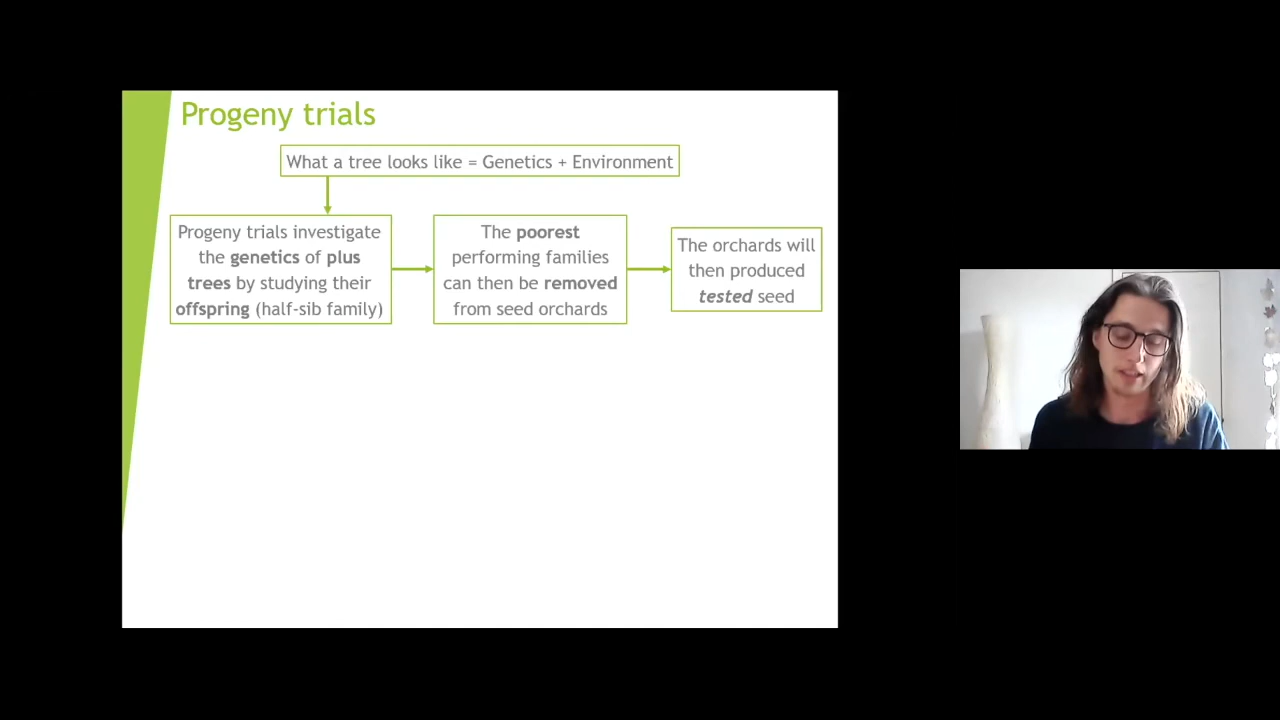 Progeny trials
What a tree looks like = Genetics + Environment
Progeny trials investigate
the genetics of plus
trees by studying their
offspring (half-sib family)
The poorest
performing families
can then be removed
from seed orchards
The orchards will
then produced
tested seed